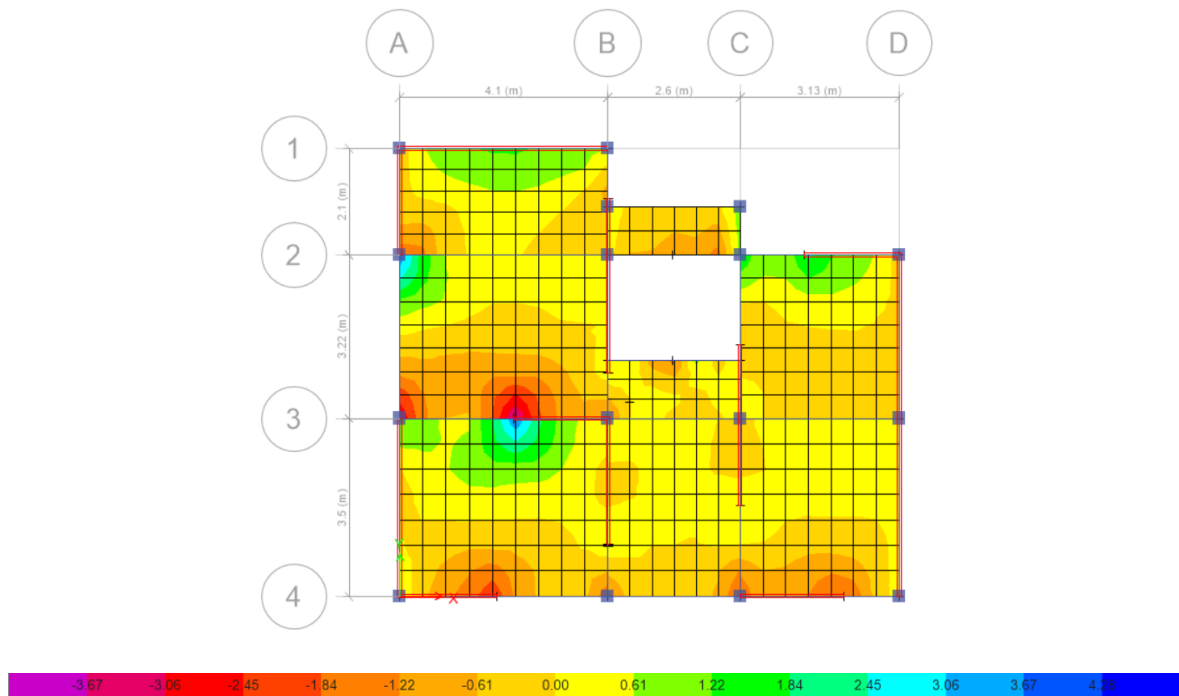 A B C D
4.1 (m) 2.6 (m) 3.13 (m)
1
2.1 (m)
2
3.22 (m)
3
3.5 (m)
4
X
-3.67 -3.06 -2.45 -1.84 -1.22 -0.61 0.00 0.61 1.22 1.84 2.45 3.06 3.67